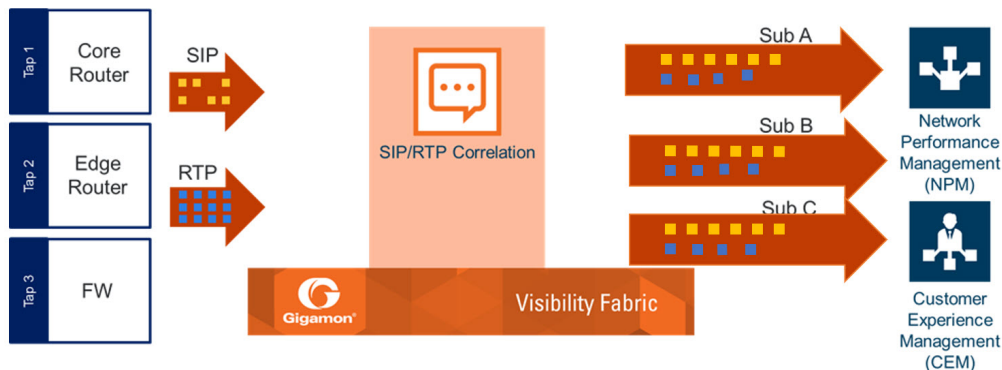 Tap 1
Core
Router
Tap 2
Edge
Router
Tap 3
FW
SIP
RTP
SIP/RTP Correlation
Gigamon®
Visibility Fabric
Sub A
Sub B
Sub C
Network
Performance
Management
(NPM)
Customer
Experience
Management
(CEM)